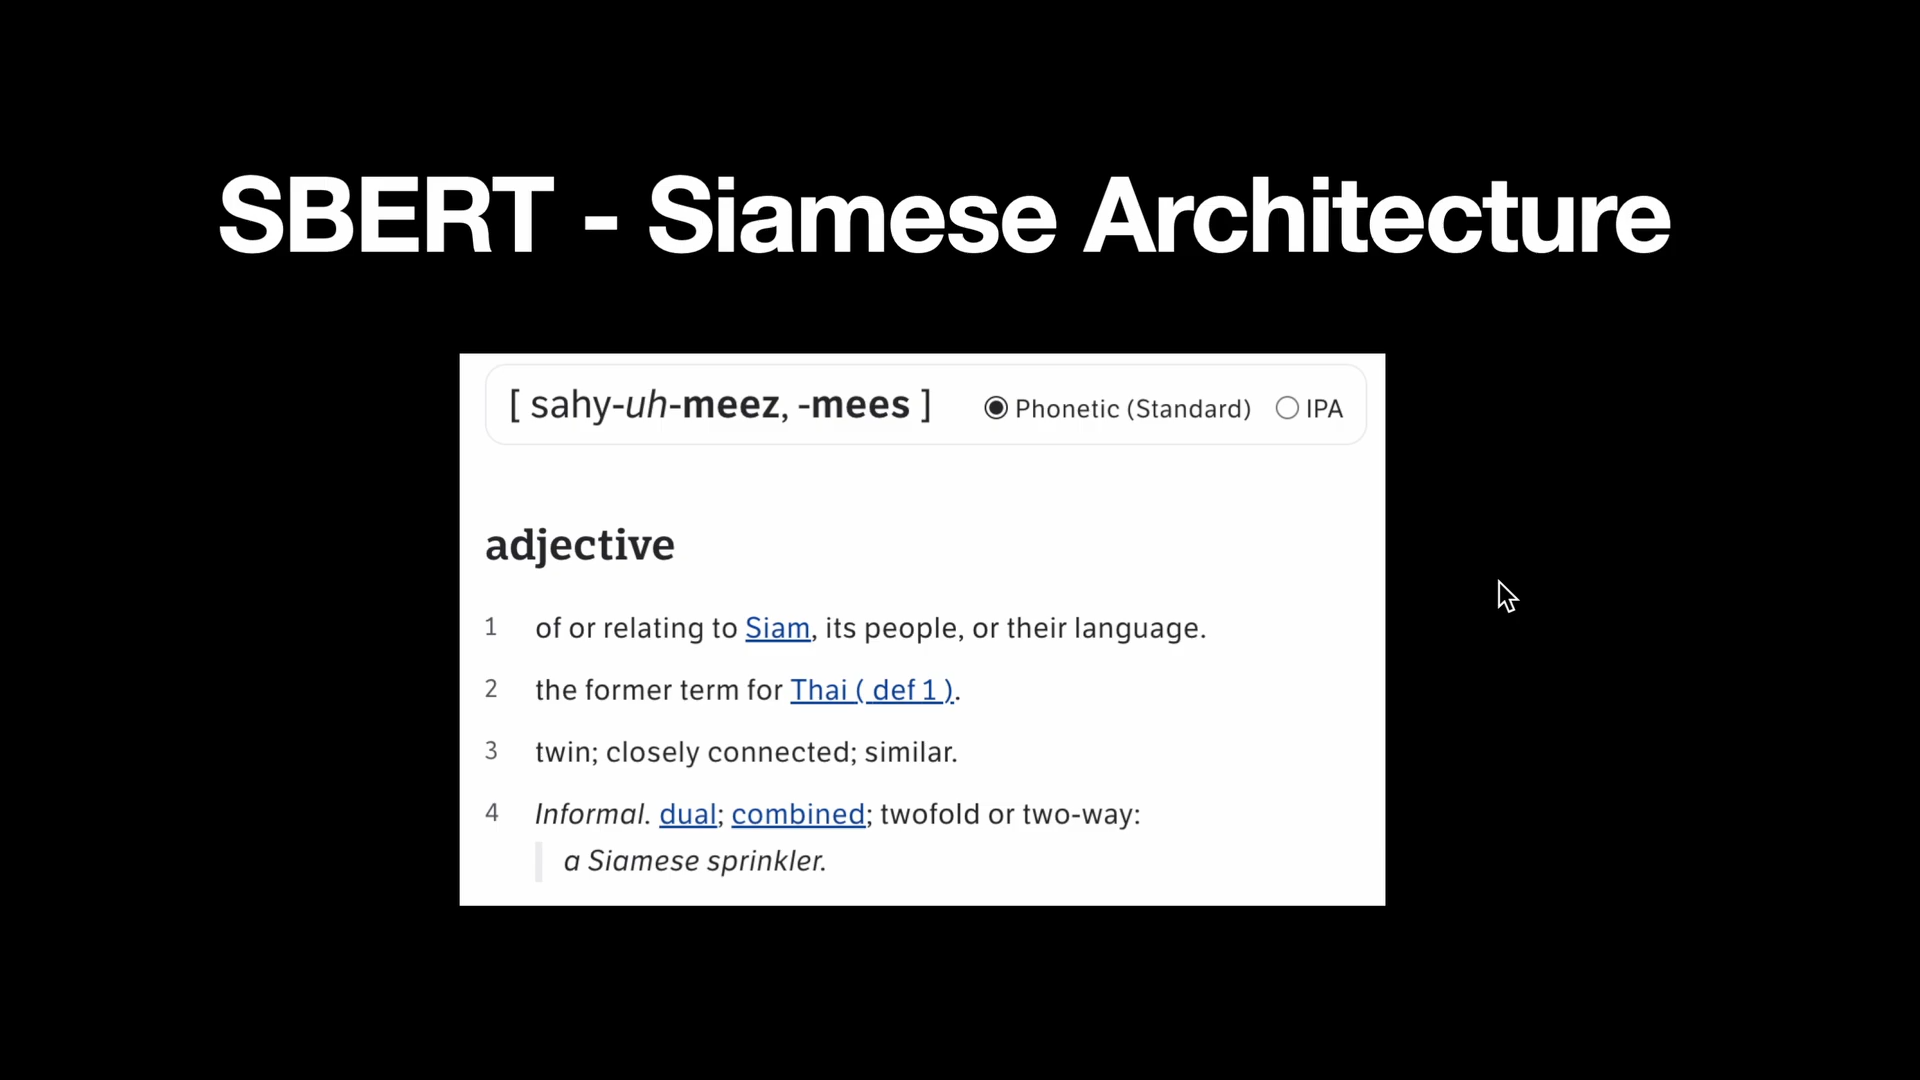 SBERT - Siamese Architecture
[ sahy-uh-meez, -mees ] Phonetic (Standard) IPA
adjective
1 of or relating to Siam, its people, or their language.
2 the former term for Thai ( def 1 ).
3 twin; closely connected; similar.
4 Informal. dual; combined; twofold or two-way:
a Siamese sprinkler.